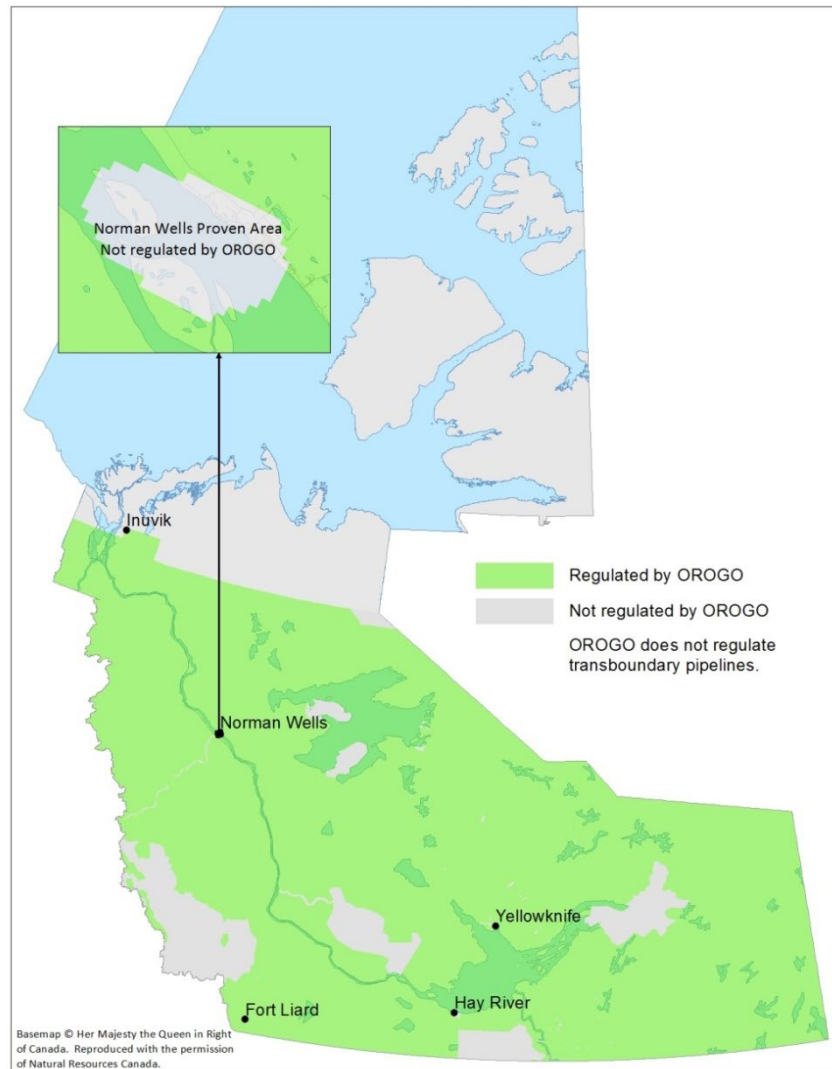 Norman Wells Proven Area
Not regulated by OROGO
Inuvik
Regulated by OROGO
Not regulated by OROGO
OROGO does not regulate
transboundary pipelines.
Norman Wells
Yellowknife
Fort Liard
Hay River
Basemap © Her Majesty the Queen in Right
of Canada. Reproduced with the permission
of Natural Resources Canada.